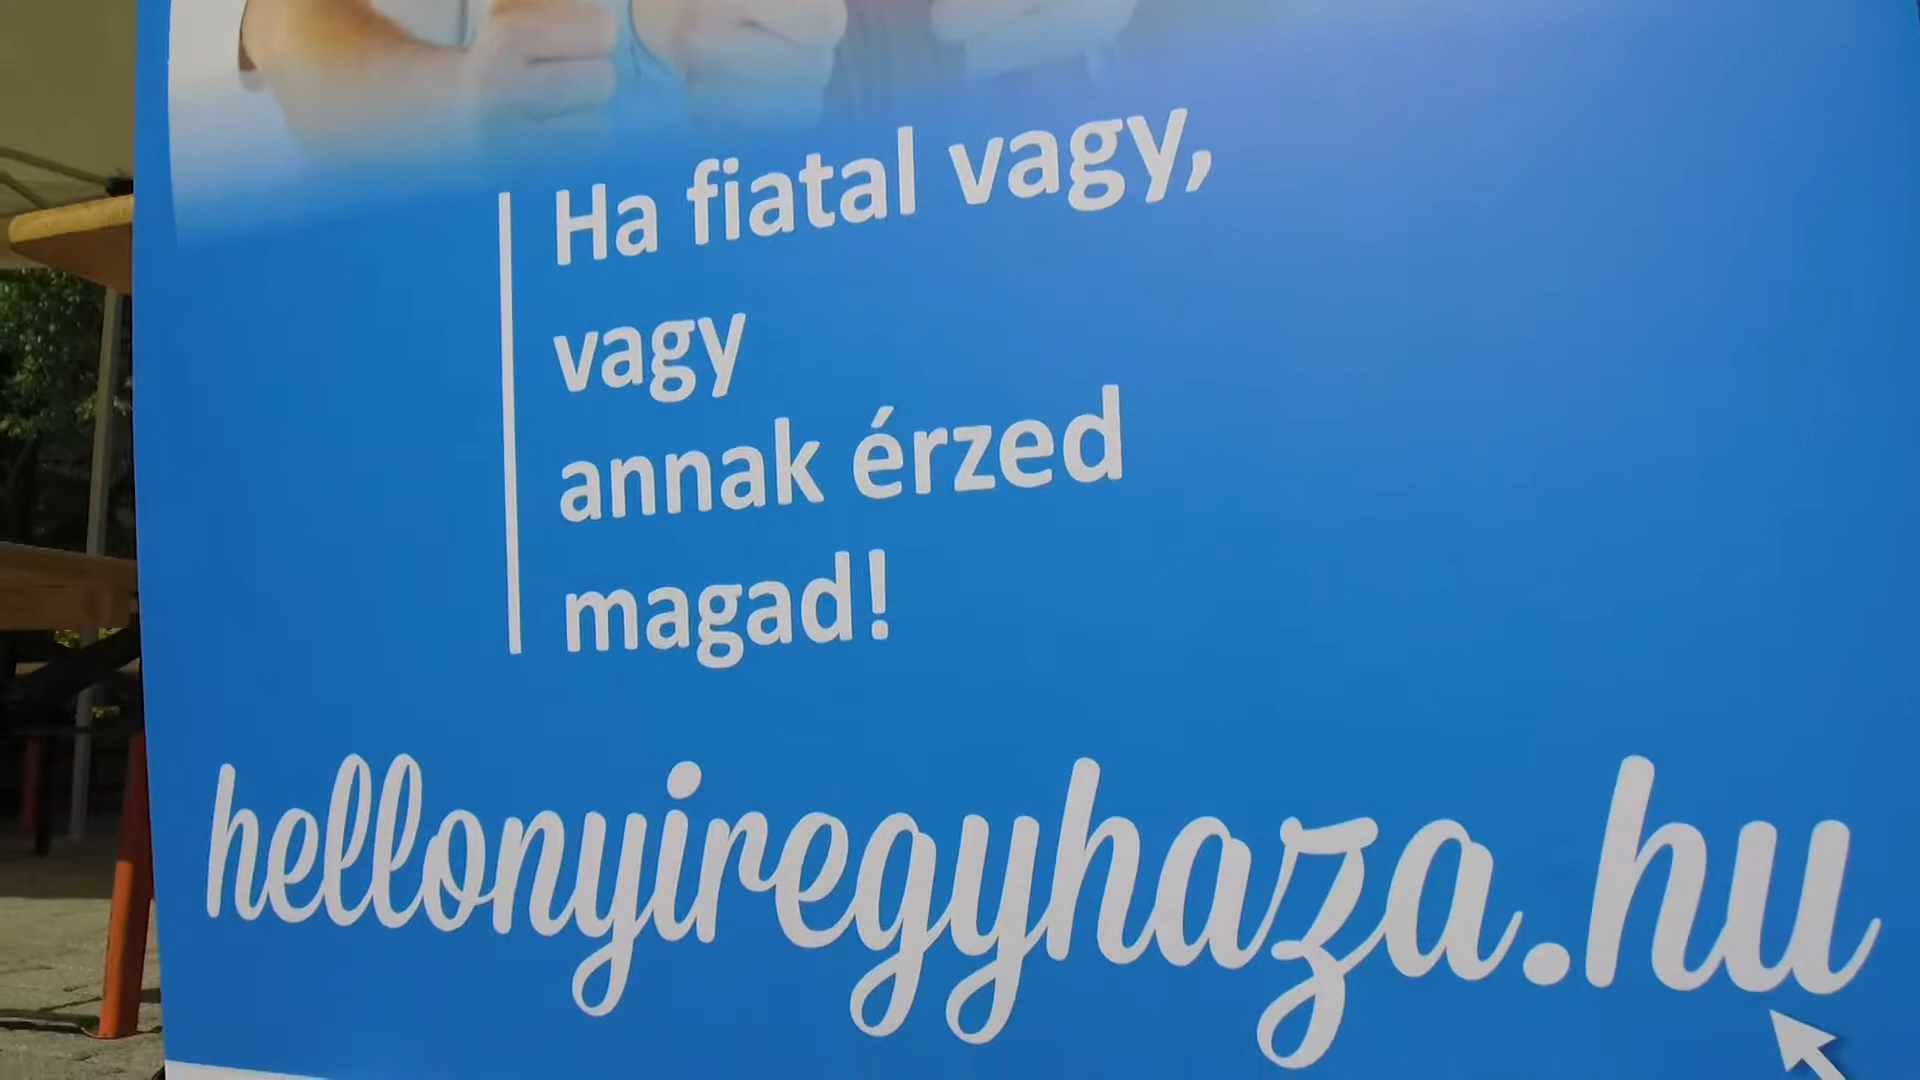 Ha fiatal vagy,
vagy
annak érzed
magad!
hellonyiregyhaza.hu